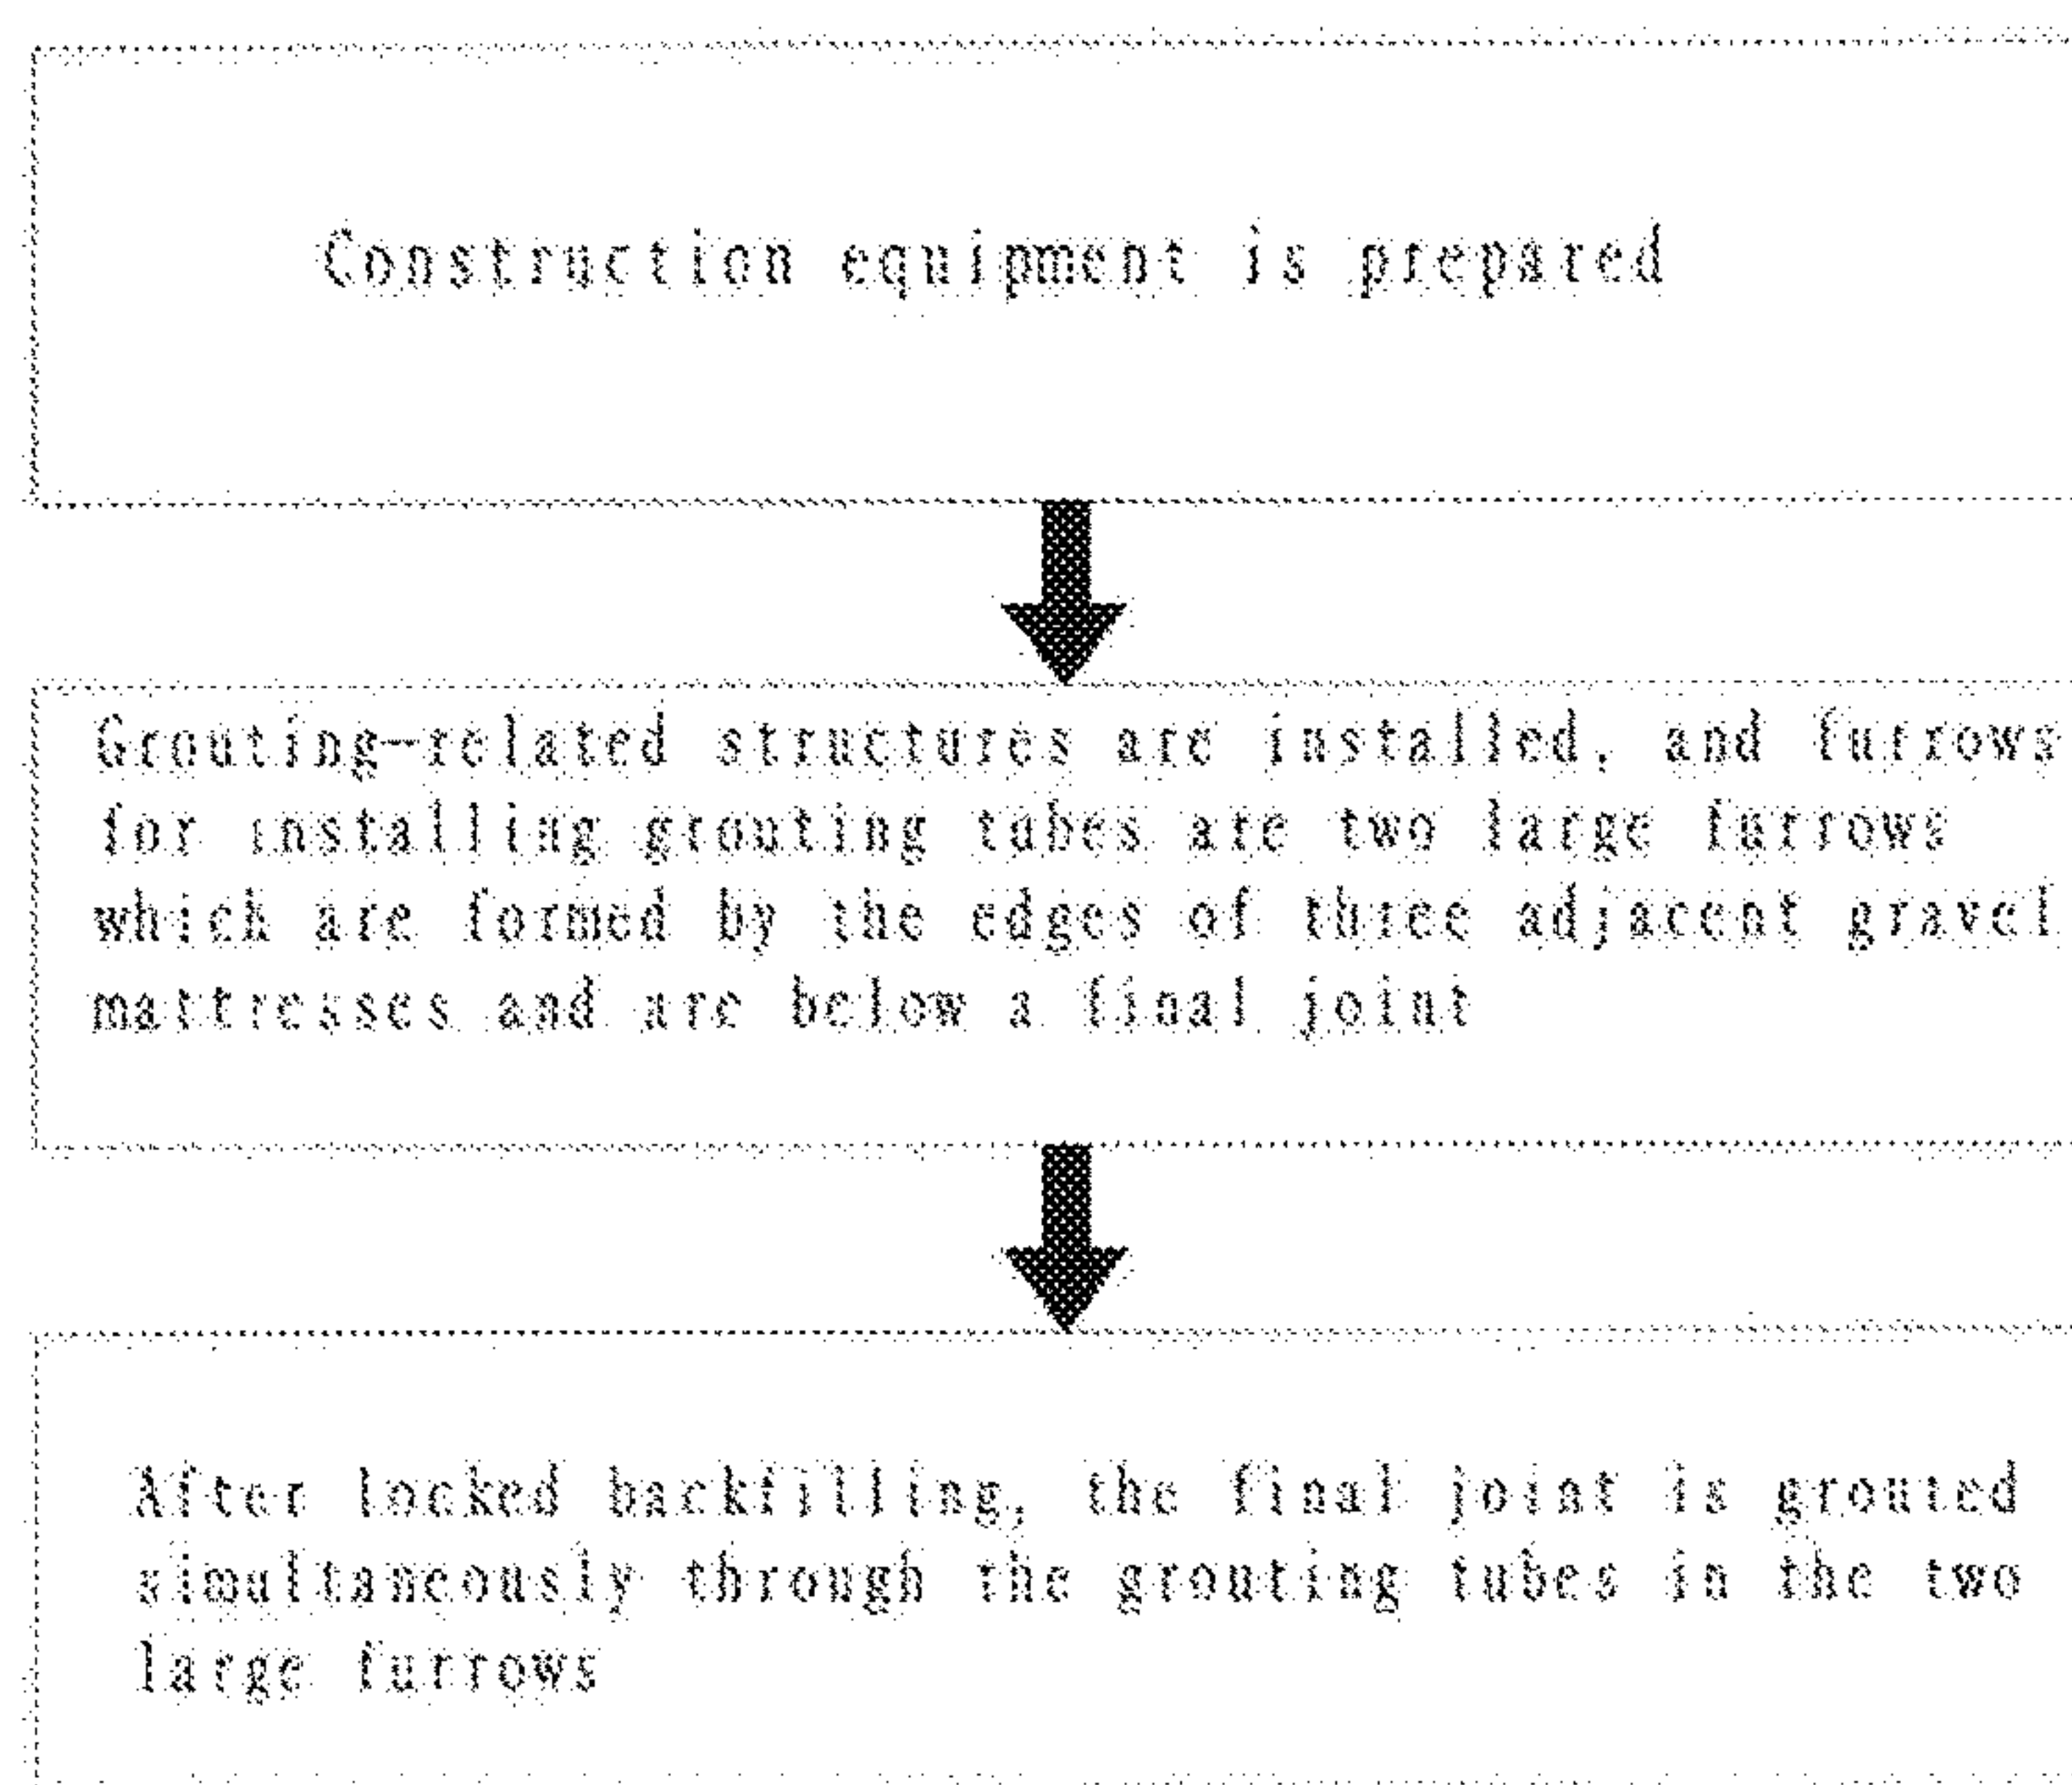 Construction equipment is prepared
Grouting-related structures are installed, and furrows
for installing grouting tubes are two large furrows
which are formed by the edges of three adjacent gravel
mattresses and are below a final joint
After locked backfilling, the final joint is grouted
simultaneously through the grouting tubes in the two
large furrows